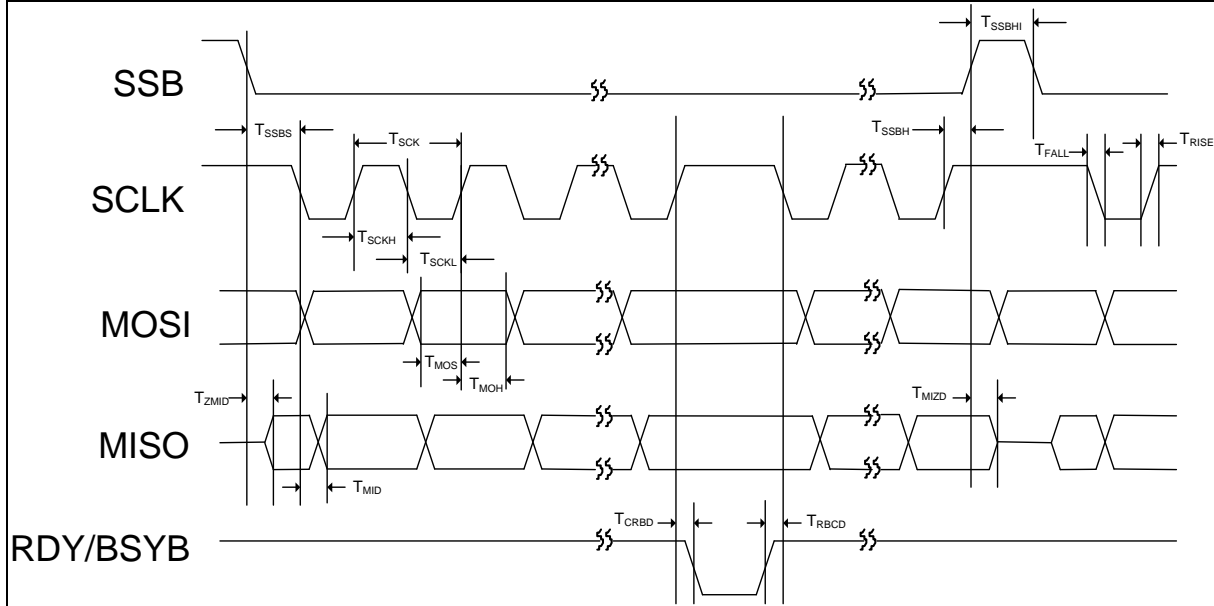 TSSBHI
SSB
TSSBS
TSCK
TSSBH
TFALL
TRISE
SCLK
TSCKH
TSCKL
MOSI
TMOS
TMOH
TZMID
TMIZD
MISO
TMID
TCRBD
TRBCD
RDY/BSYB